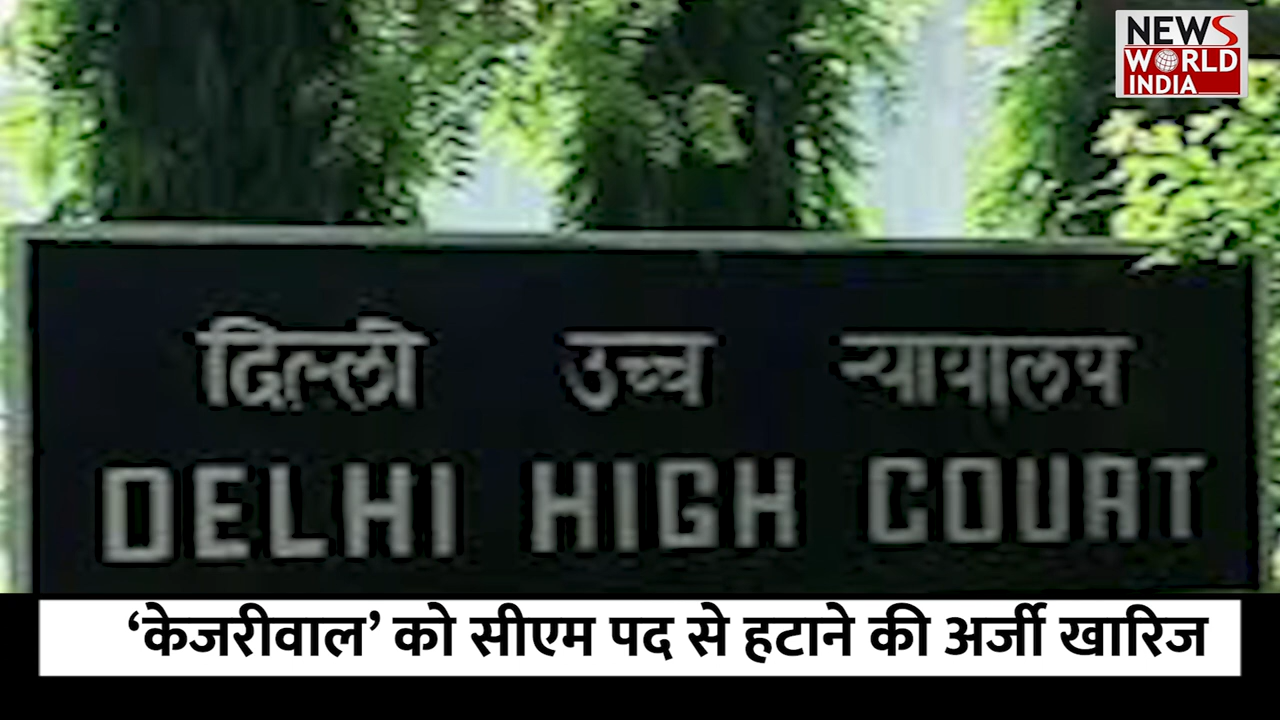 NEWS
WORLD
INDIA
दिल्ली उच्च न्यायालय
DELHI HIGH COURT
‘केजरीवाल’ को सीएम पद से हटाने की अर्जी खारिज